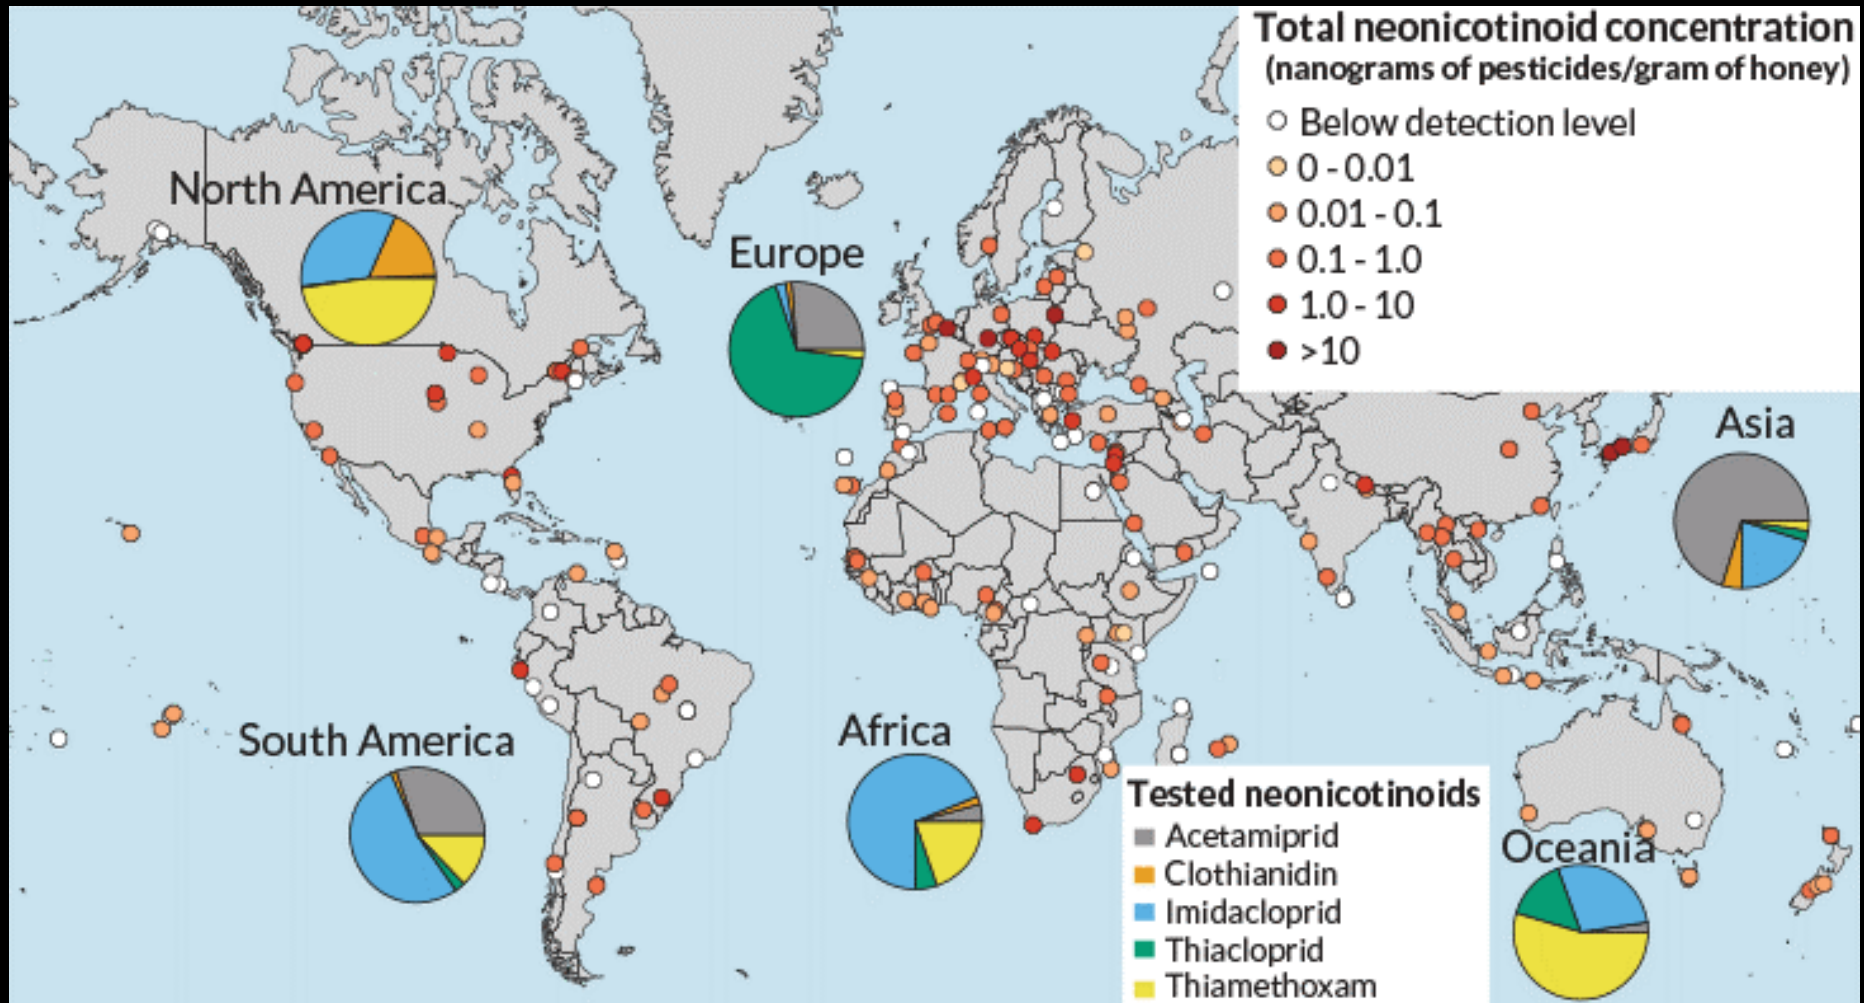 Total neonicotinoid concentration
(nanograms of pesticides/gram of honey)
Below detection level
0 - 0.01
0.01 - 0.1
0.1 - 1.0
1.0 - 10
>10
North America
Europe
Asia
South America
Africa
Oceania
Tested neonicotinoids
Acetamiprid
Clothianidin
Imidacloprid
Thiacloprid
Thiamethoxam